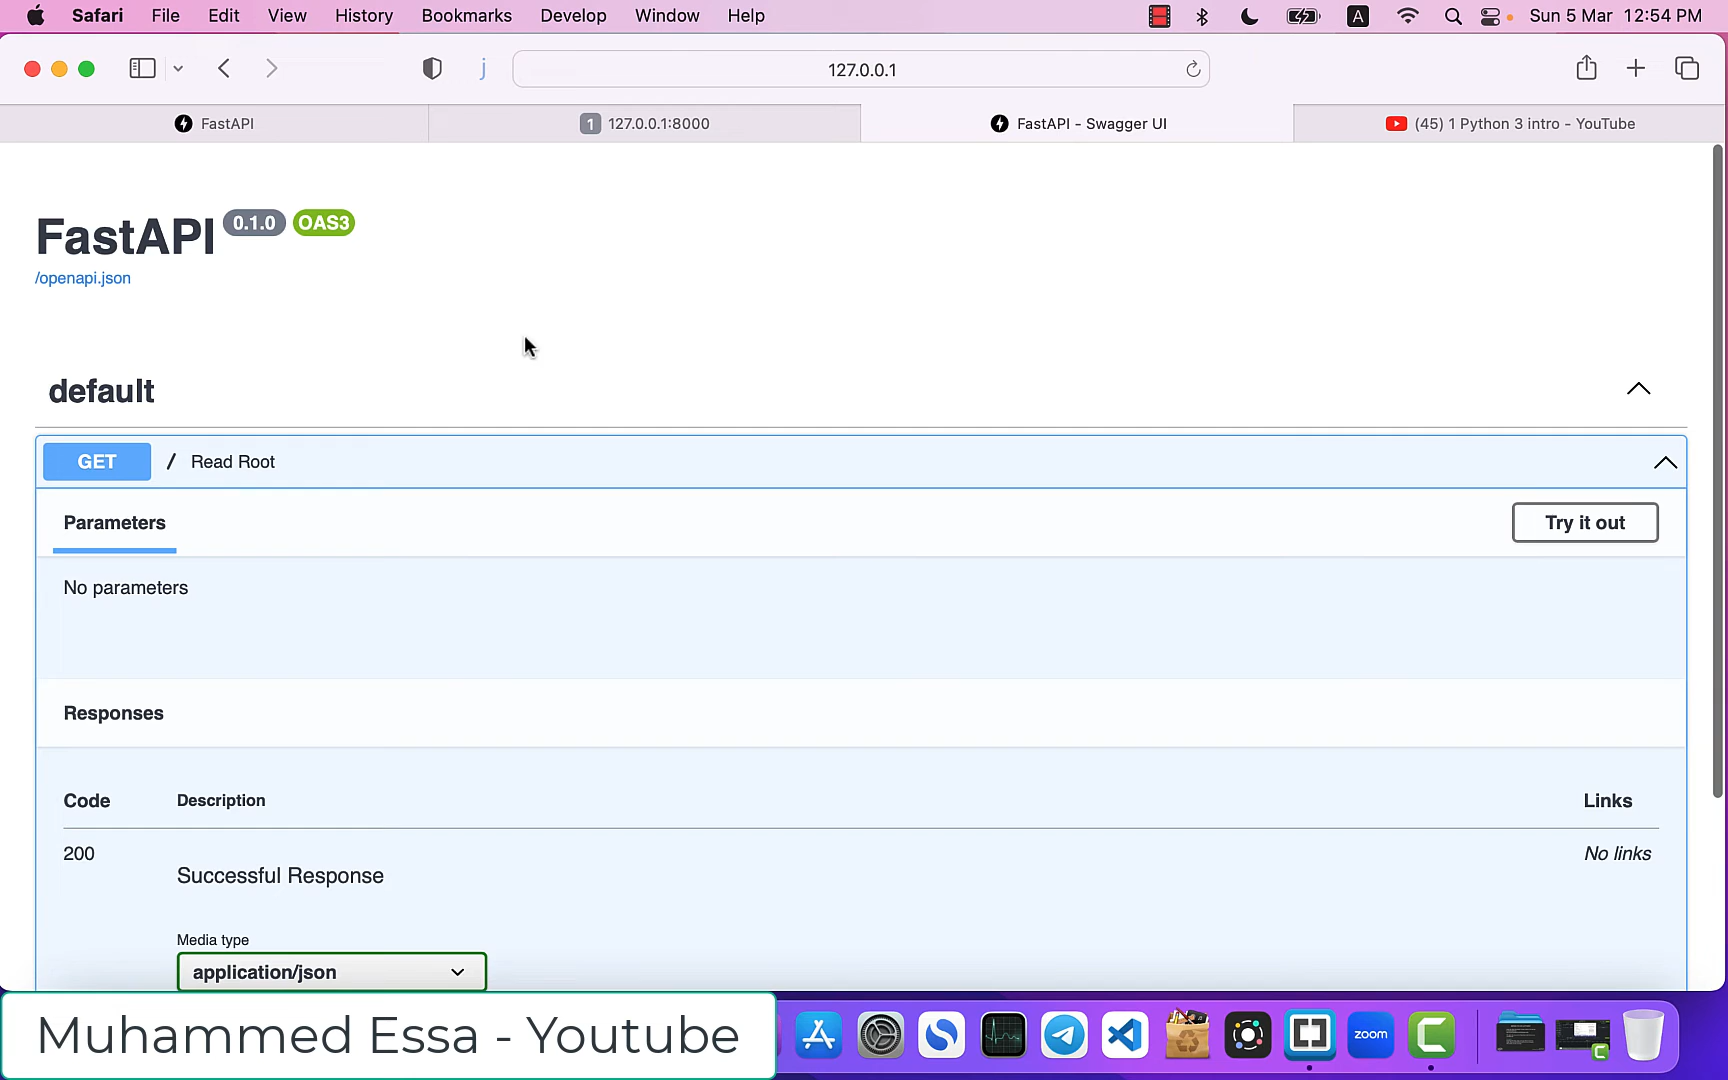 Safari File Edit View History Bookmarks Develop Window Help A Sun 5 Mar 12:54 PM
j 127.0.0.1
FastAPI 1 127.0.0.1:8000 FastAPI - Swagger UI (45) 1 Python 3 intro - YouTube
FastAPI 0.1.0 OAS3
/openapi.json
default
GET / Read Root
Parameters Try it out
No parameters
Responses
Code Description Links
200 No links
Successful Response
Media type
application/json
Muhammed Essa - Youtube zoom C